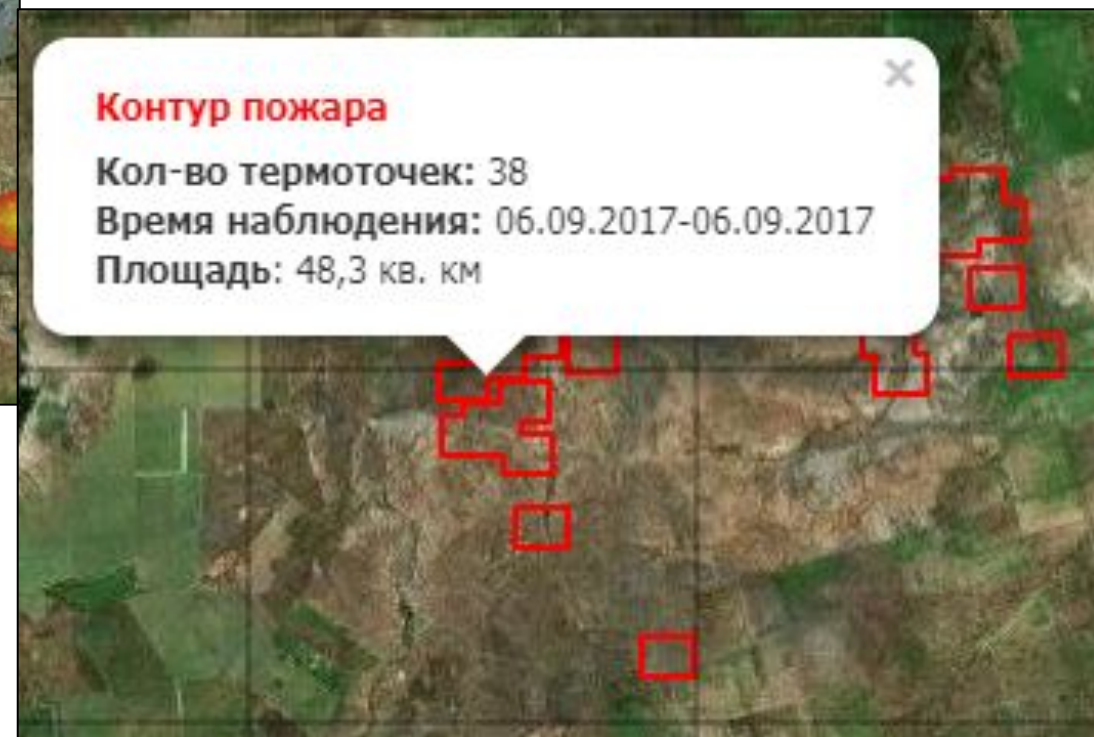 Контур пожара
Кол-во термоточек: 38
Время наблюдения: 06.09.2017-06.09.2017
Площадь: 48,3 кв. км